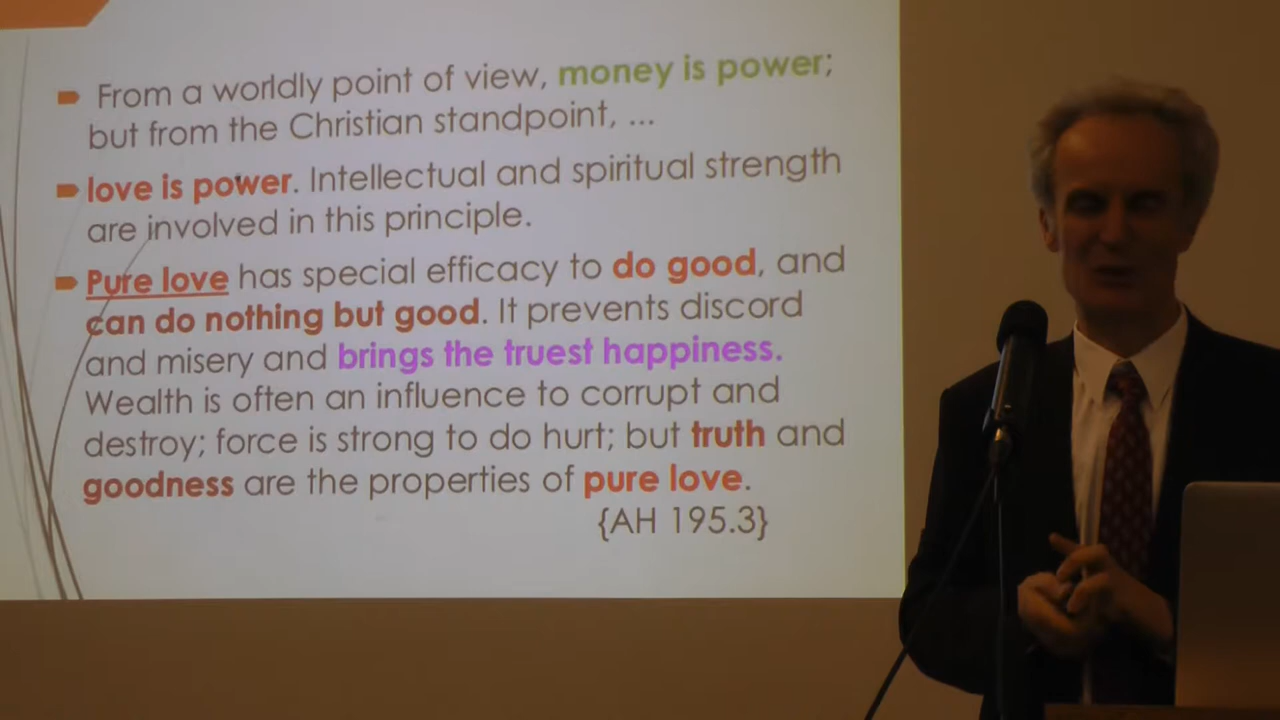 From a worldly point of view, money is power;
but from the Christian standpoint, ...
love is power. Intellectual and spiritual strength
are involved in this principle.
Pure love has special efficacy to do good, and
can do nothing but good. It prevents discord
and misery and brings the truest happiness.
Wealth is often an influence to corrupt and
destroy; force is strong to do hurt; but truth and
goodness are the properties of pure love.
{AH 195.3}